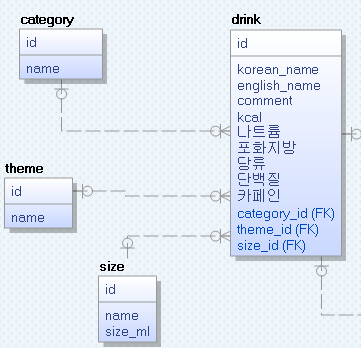 category
id
name
theme
id
name
size
id
name
size_ml
drink
id
korean_name
english_name
comment
kcal
나트륨
포화지방
당류
단백질
카페인
category_id (FK)
theme_id (FK)
size_id (FK)